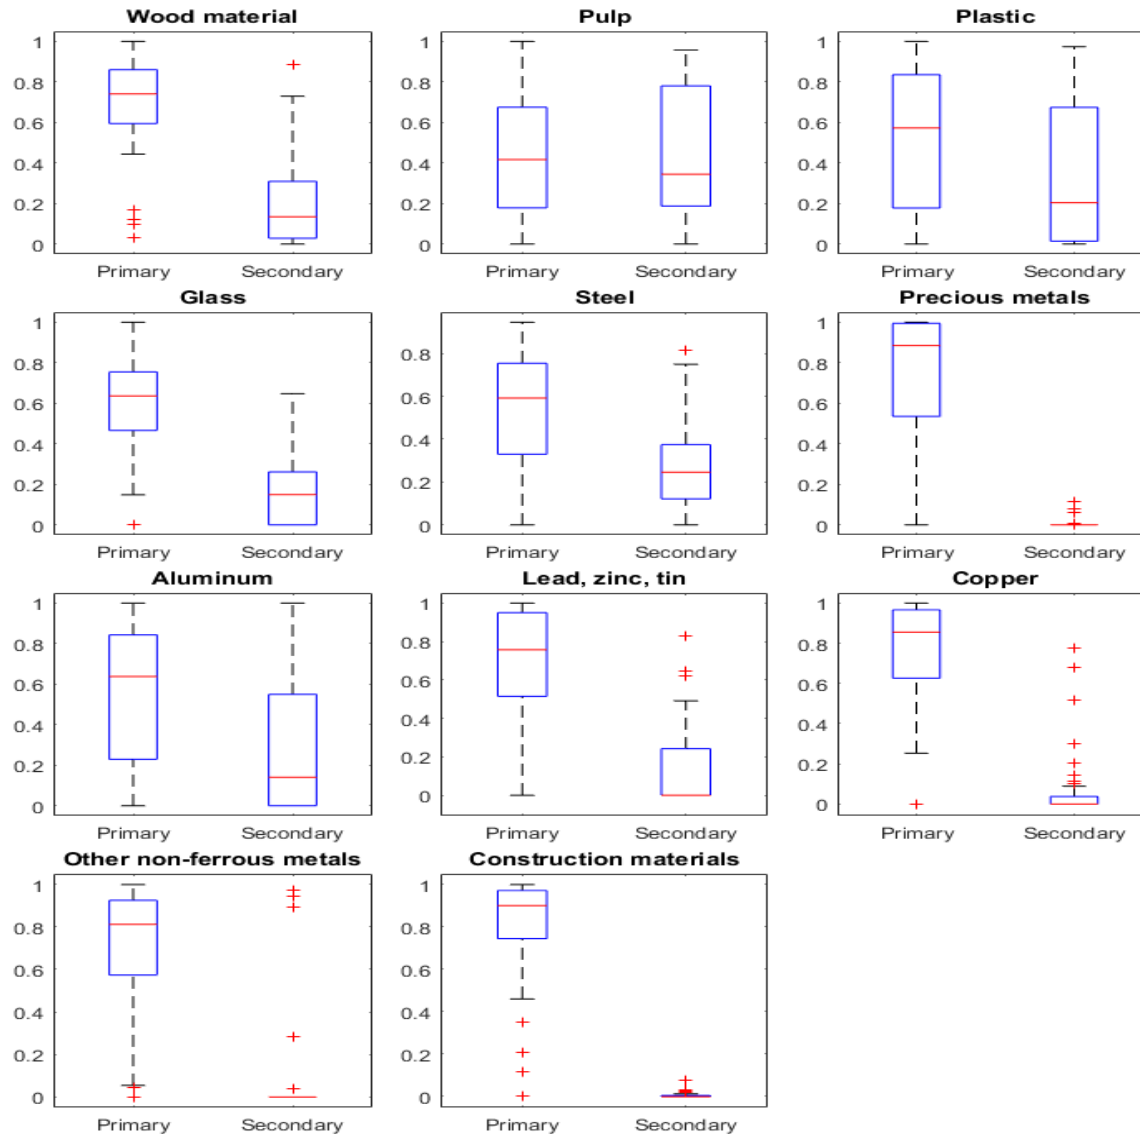 Wood material
1
0.8
0.6
0.4
0.2
0
Primary Secondary
Pulp
1
0.8
0.6
0.4
0.2
0
Primary Secondary
Plastic
1
0.8
0.6
0.4
0.2
0
Primary Secondary
Glass
1
0.8
0.6
0.4
0.2
0
Primary Secondary
Steel
0.8
0.6
0.4
0.2
0
Primary Secondary
Precious metals
1
0.8
0.6
0.4
0.2
0
Primary Secondary
Aluminum
1
0.8
0.6
0.4
0.2
0
Primary Secondary
Lead, zinc, tin
1
0.8
0.6
0.4
0.2
0
Primary Secondary
Copper
1
0.8
0.6
0.4
0.2
0
Primary Secondary
Other non-ferrous metals
1
0.8
0.6
0.4
0.2
0
Primary Secondary
Construction materials
1
0.8
0.6
0.4
0.2
0
Primary Secondary